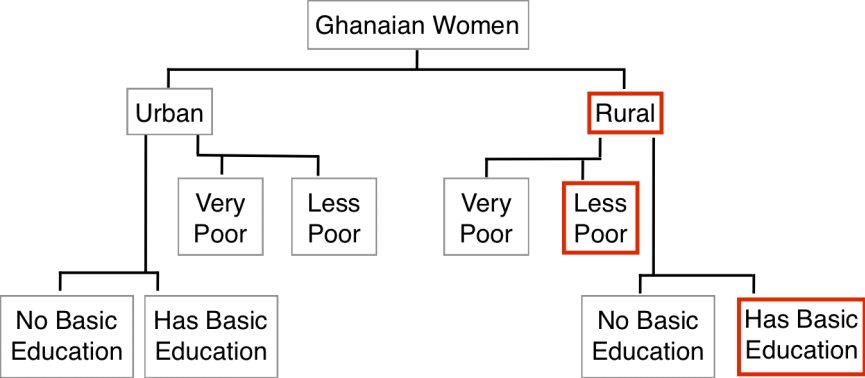 Ghanaian Women
Urban
Rural
Very
Poor
Less
Poor
Very
Poor
Less
Poor
No Basic
Education
Has Basic
Education
No Basic
Education
Has Basic
Education